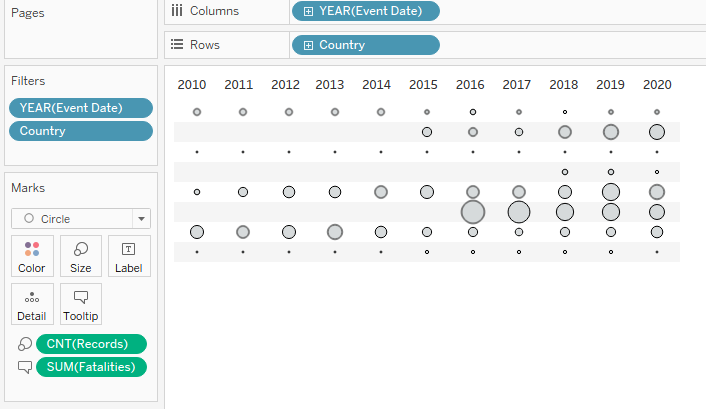 Pages
Columns
YEAR(Event Date)
Rows
Country
Filters
YEAR(Event Date)
Country
Marks
Circle
Color Size Label
Detail Tooltip
CNT(Records)
SUM(Fatalities)
2010 2011 2012 2013 2014 2015 2016 2017 2018 2019 2020